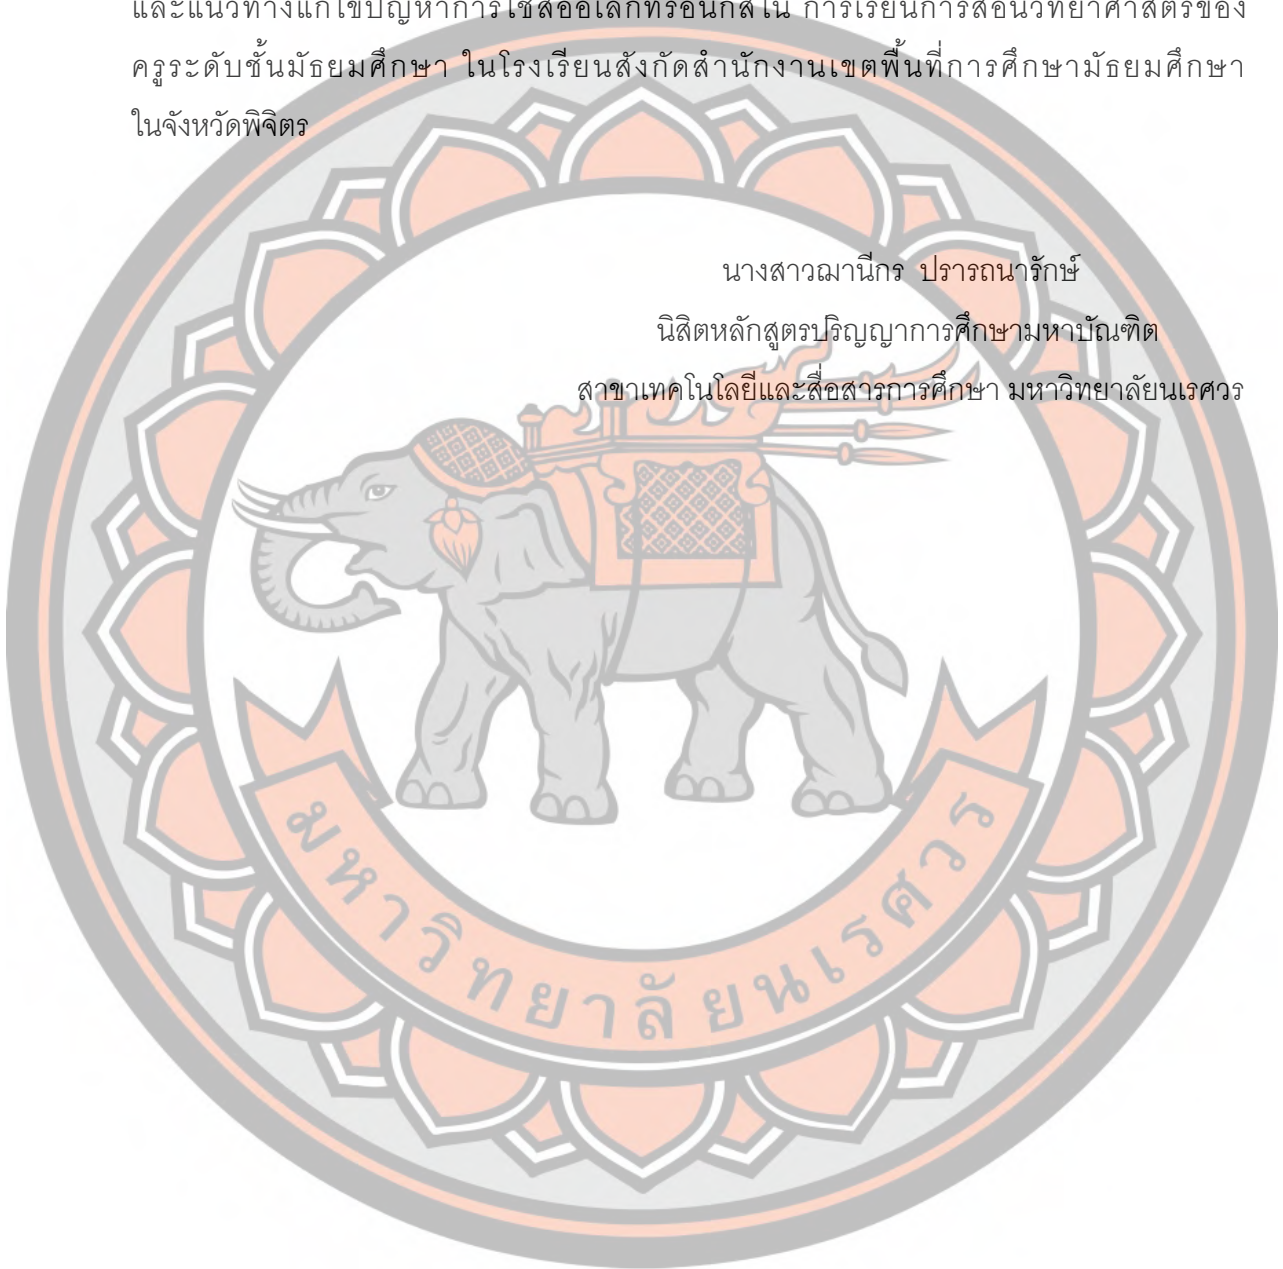 และแนวทางแก้ไขปัญหาการใช้สื่ออิเล็กทรอนิกส์ใน การเรียนการสอนวิทยาศาสตร์ของ
ครูระดับชั้นมัธยมศึกษา ในโรงเรียนสังกัดสำนักงานเขตพื้นที่การศึกษามัธยมศึกษา
ในจังหวัดพิจิตร
นางสาวฌานีกร ปรารถนารักษ์
นิสิตหลักสูตรปริญญาการศึกษามหาบัณฑิต
สาขาเทคโนโลยีและสื่อสารการศึกษา มหาวิทยาลัยนเรศวร
มหาวิทยาลัยนเรศวร